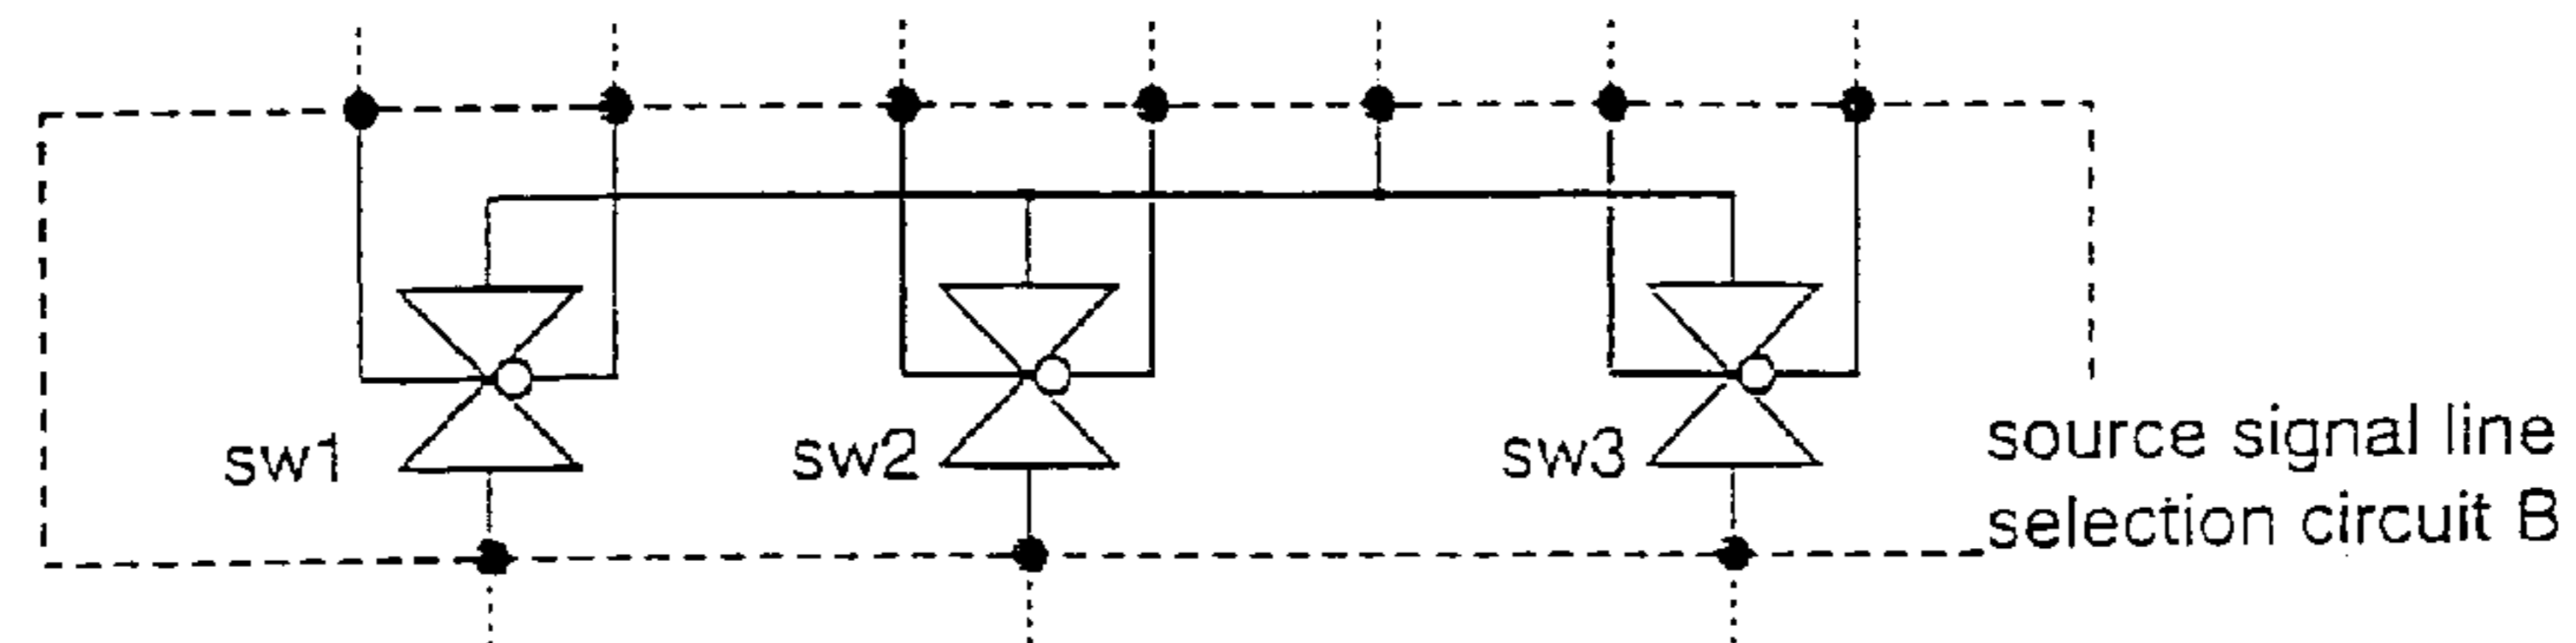 sw1
sw2
sw3
source signal line
selection circuit B